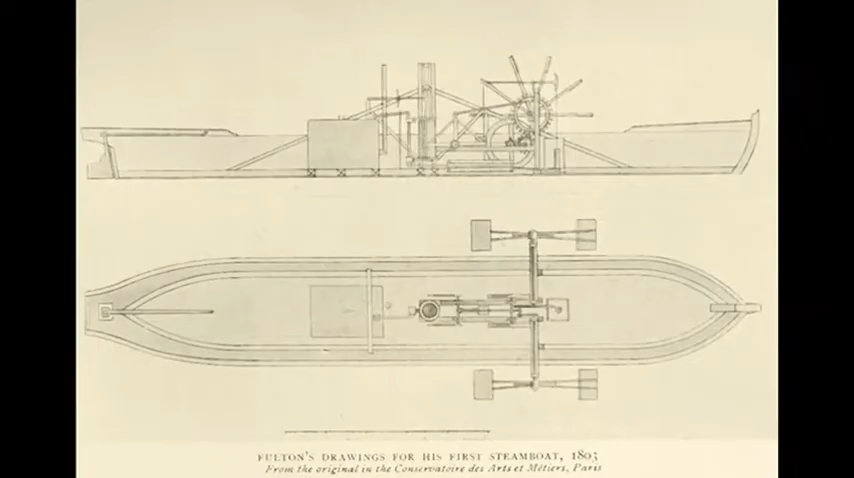 FULTON'S DRAWINGS FOR HIS FIRST STEAMBOAT, 1803
From the original in the Conservatoire des Arts et Métiers, Paris